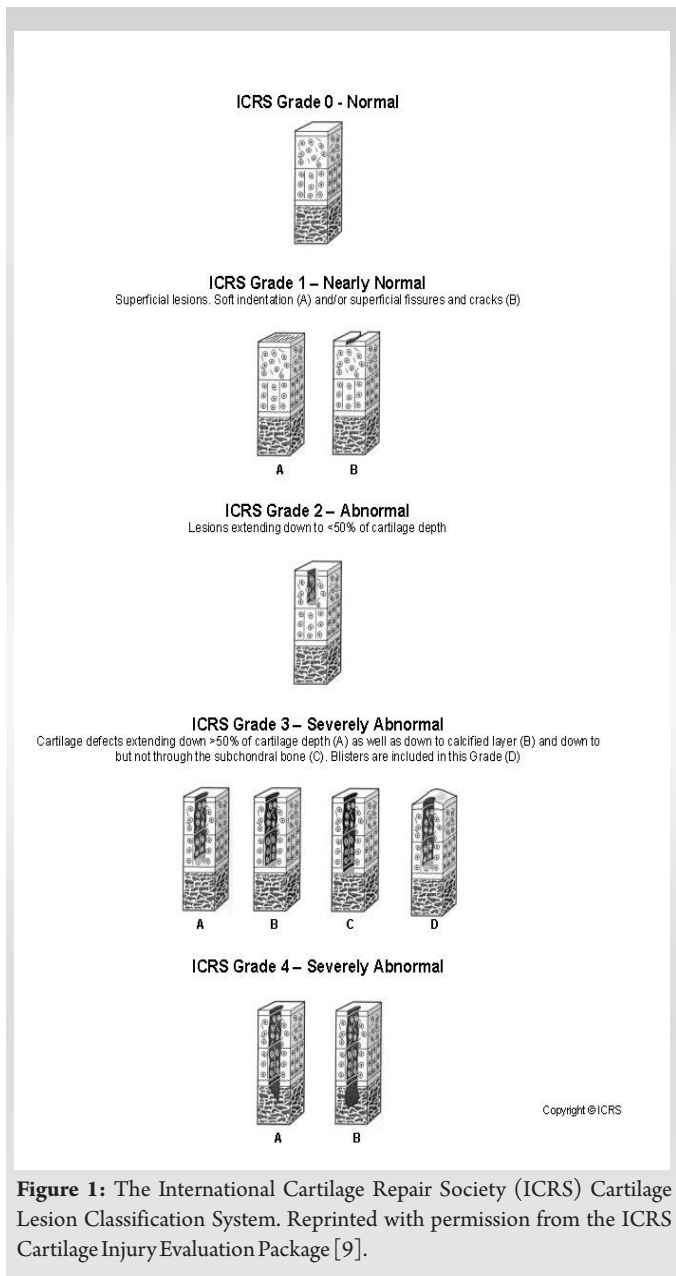 ICRS Grade 0 - Normal
ICRS Grade 1 – Nearly Normal
Superficial lesions. Soft indentation (A) and/or superficial fissures and cracks (B)
A B
ICRS Grade 2 – Abnormal
Lesions extending down to <50% of cartilage depth
ICRS Grade 3 – Severely Abnormal
Cartilage defects extending down >50% of cartilage depth (A) as well as down to calcified layer (B) and down to
but not through the subchondral bone (C). Blisters are included in this Grade (D)
A B C D
ICRS Grade 4 – Severely Abnormal
Copyright © ICRS
A B
Figure 1: The International Cartilage Repair Society (ICRS) Cartilage
Lesion Classification System. Reprinted with permission from the ICRS
Cartilage Injury Evaluation Package [9].